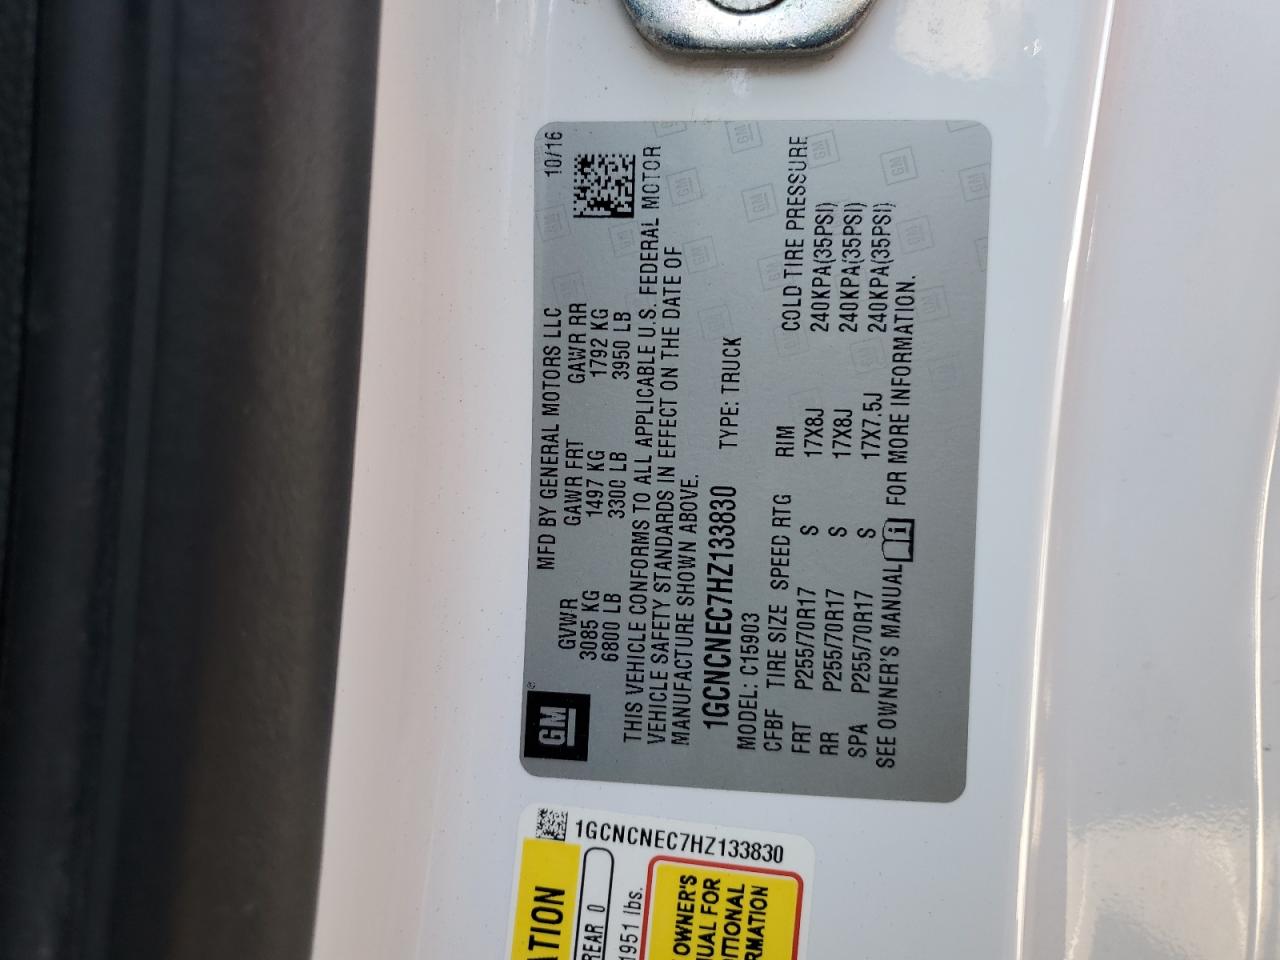 10/16
MFD BY GENERAL MOTORS LLC
GVWR GAWR FRT GAWR RR
3085 KG 1497 KG 1792 KG
6800 LB 3300 LB 3950 LB
GM®
THIS VEHICLE CONFORMS TO ALL APPLICABLE U.S. FEDERAL MOTOR
VEHICLE SAFETY STANDARDS IN EFFECT ON THE DATE OF
MANUFACTURE SHOWN ABOVE.
1GCNCNEC7HZ133830 TYPE: TRUCK
MODEL: C15903
CFBF TIRE SIZE SPEED RTG RIM COLD TIRE PRESSURE
FRT P255/70R17 S 17X8J 240KPA(35PSI)
RR P255/70R17 S 17X8J 240KPA(35PSI)
SPA P255/70R17 S 17X7.5J 240KPA(35PSI)
SEE OWNER'S MANUAL FOR MORE INFORMATION.
1GCNCNEC7HZ133830
ATION
REAR 0
1951 lbs.
OWNER'S
UAL FOR
ITIONAL
RMATION